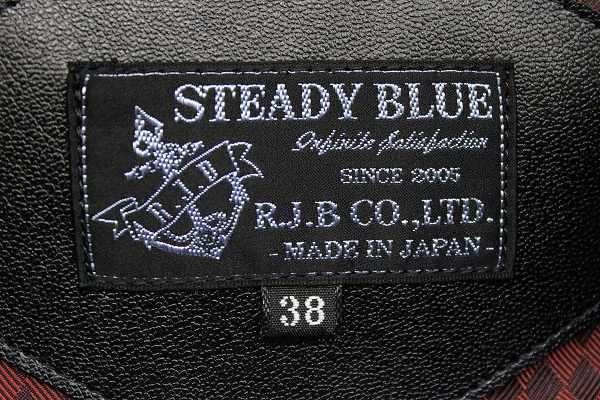 STEADY BLUE
Infinite Satisfaction
SINCE 2005
R.J.B
R.J.B CO.,LTD.
- MADE IN JAPAN -
38